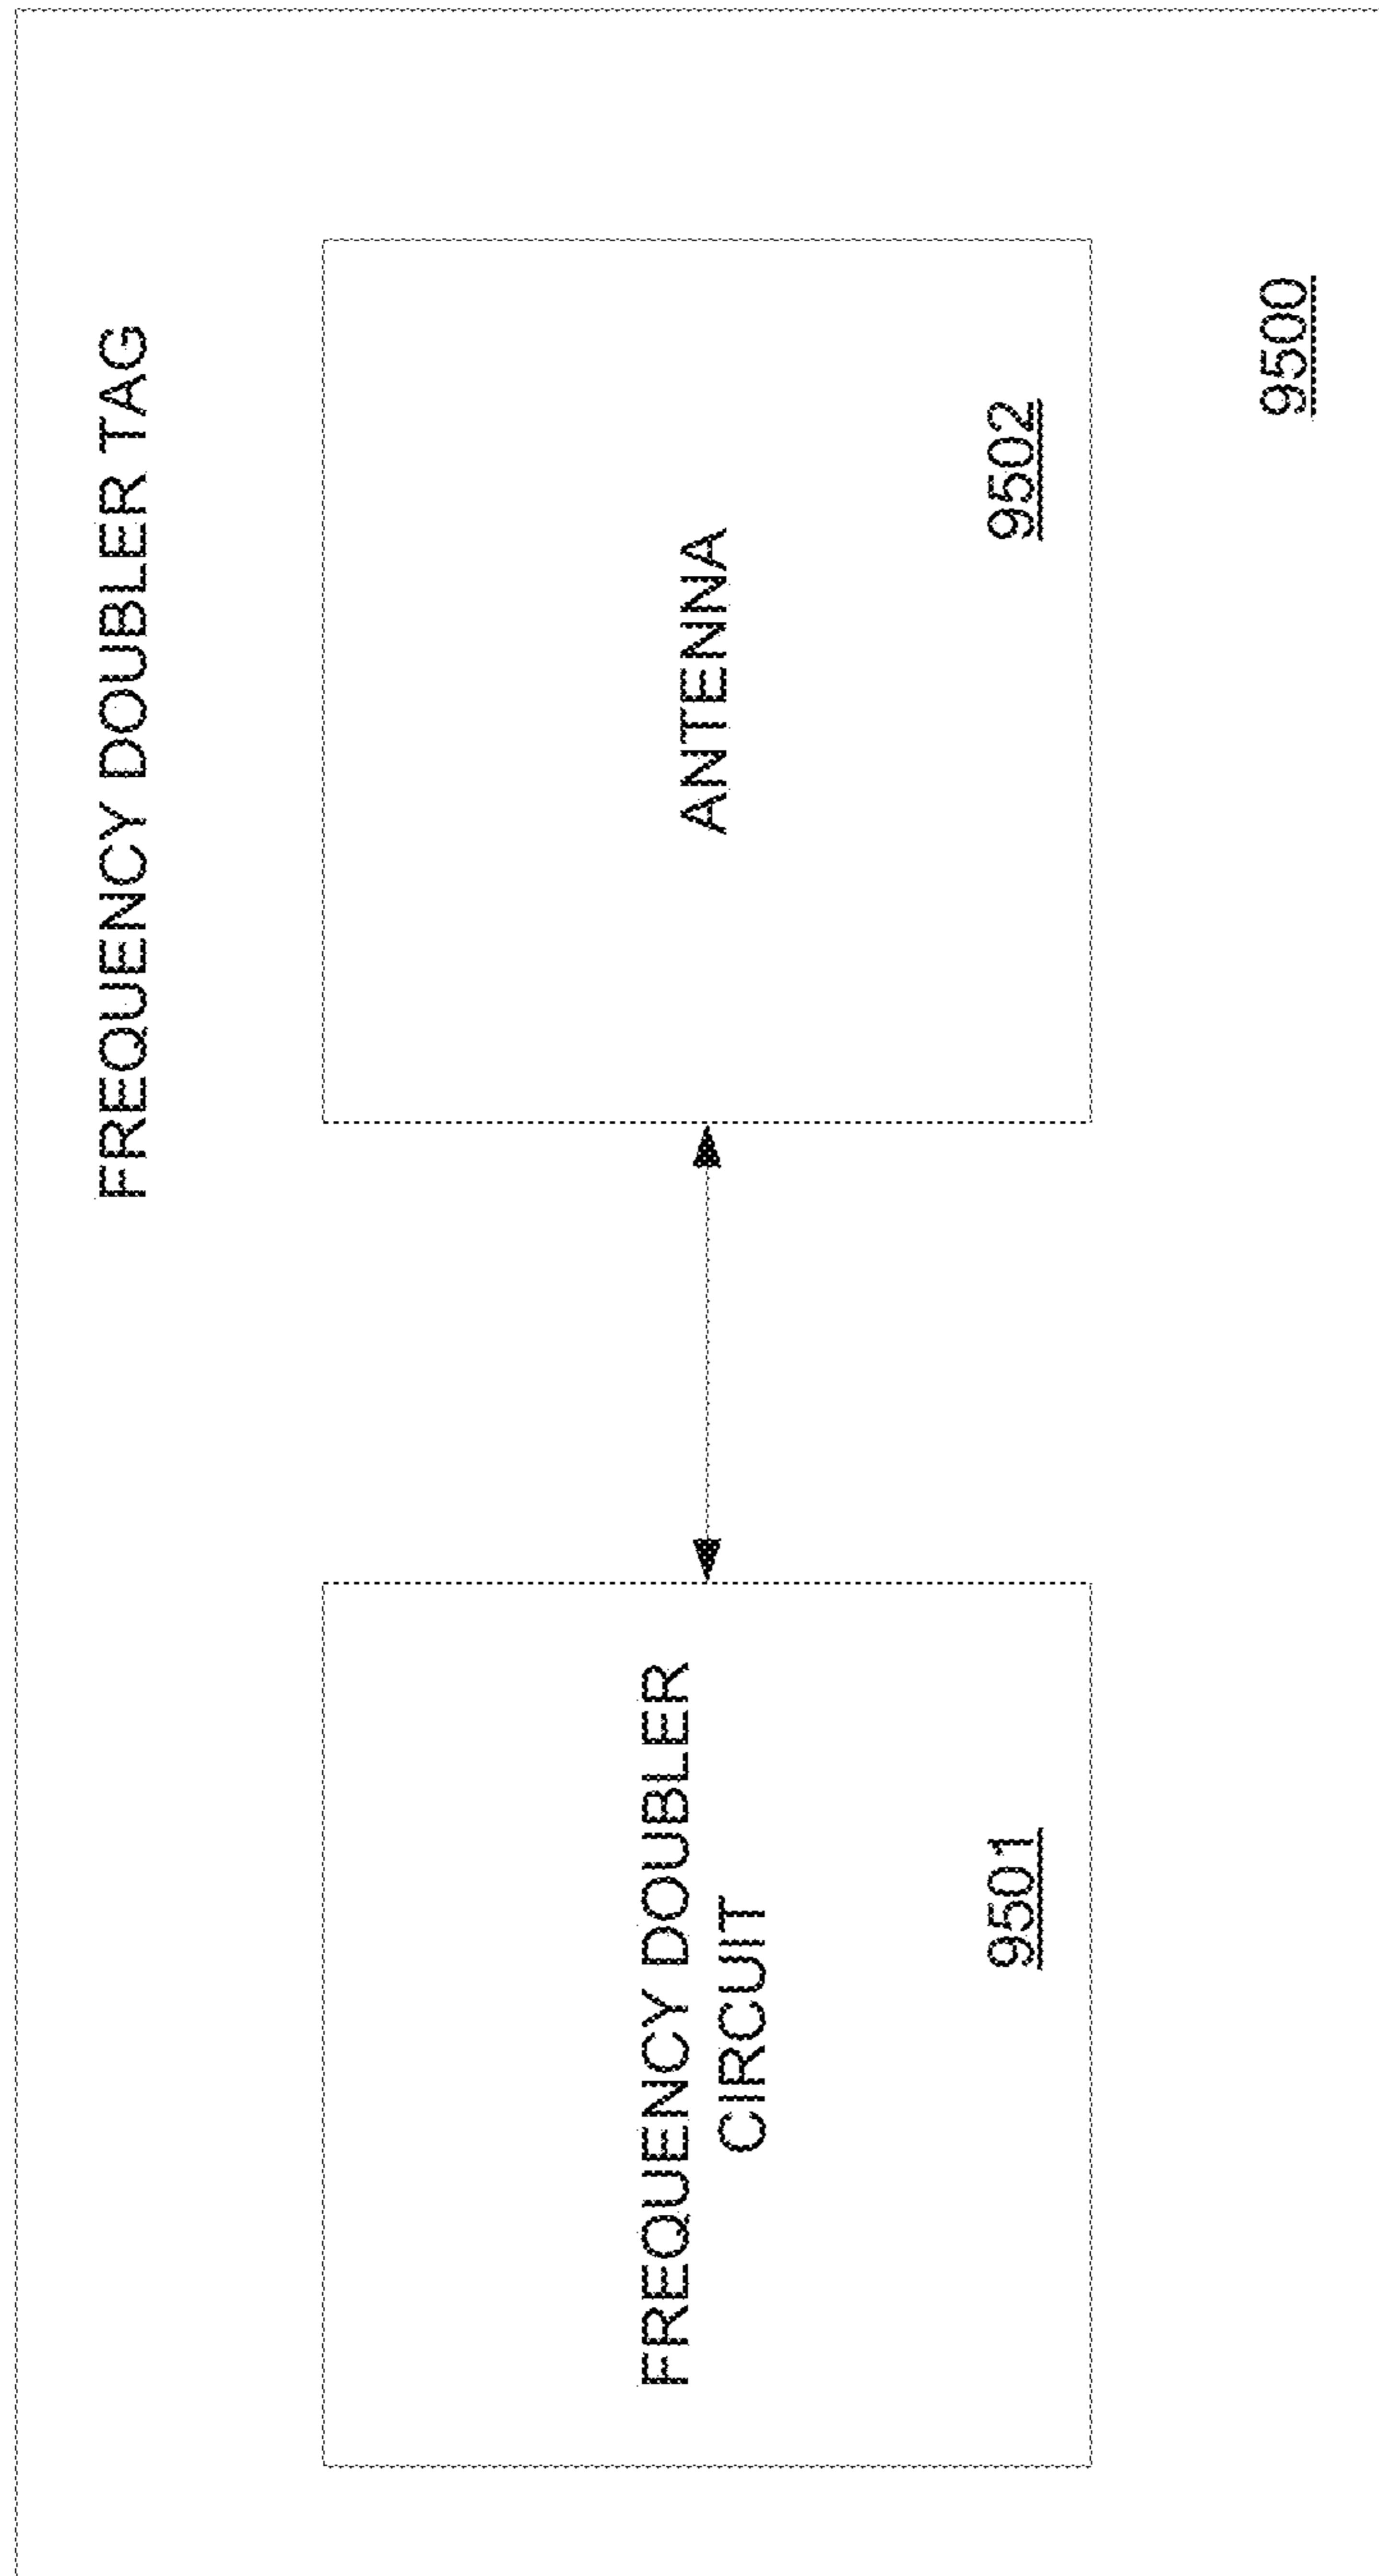 FREQUENCY DOUBLER TAG
FREQUENCY DOUBLER
CIRCUIT
9501
ANTENNA
9502
9500